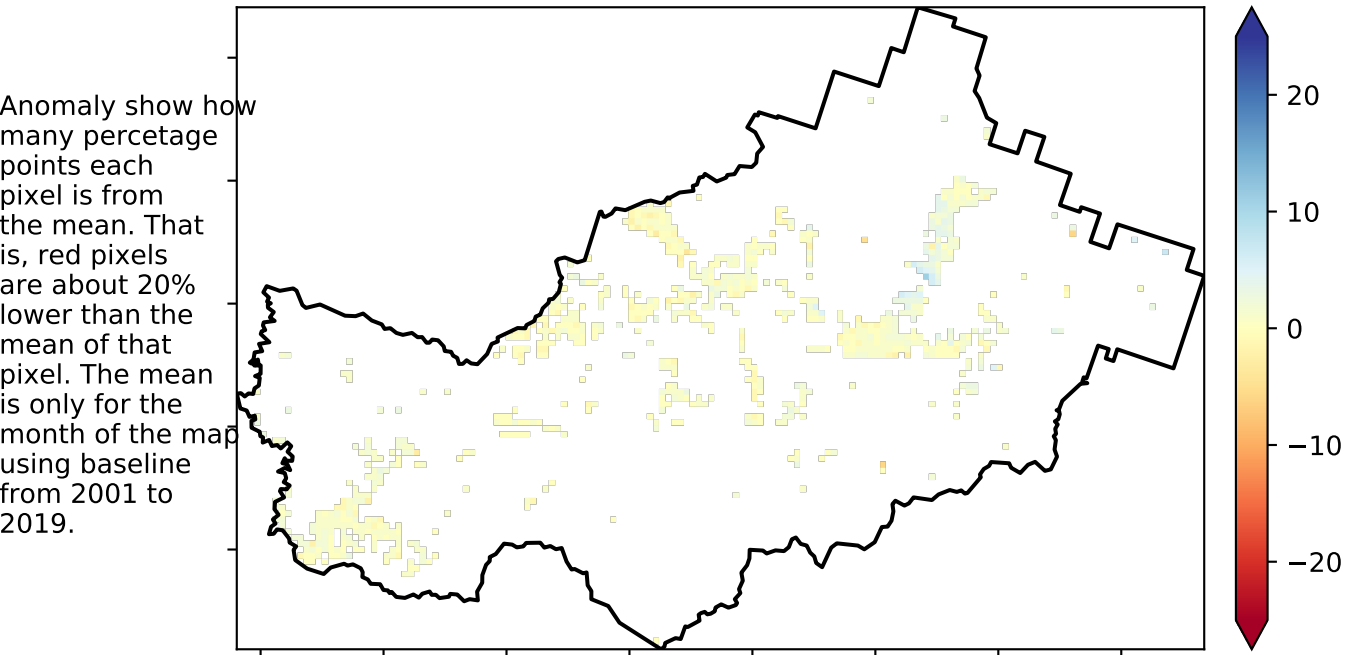 Anomaly show how
many percetage
points each
pixel is from
the mean. That
is, red pixels
are about 20%
lower than the
mean of that
pixel. The mean
is only for the
month of the map
using baseline
from 2001 to
2019.
20
10
0
−10
−20